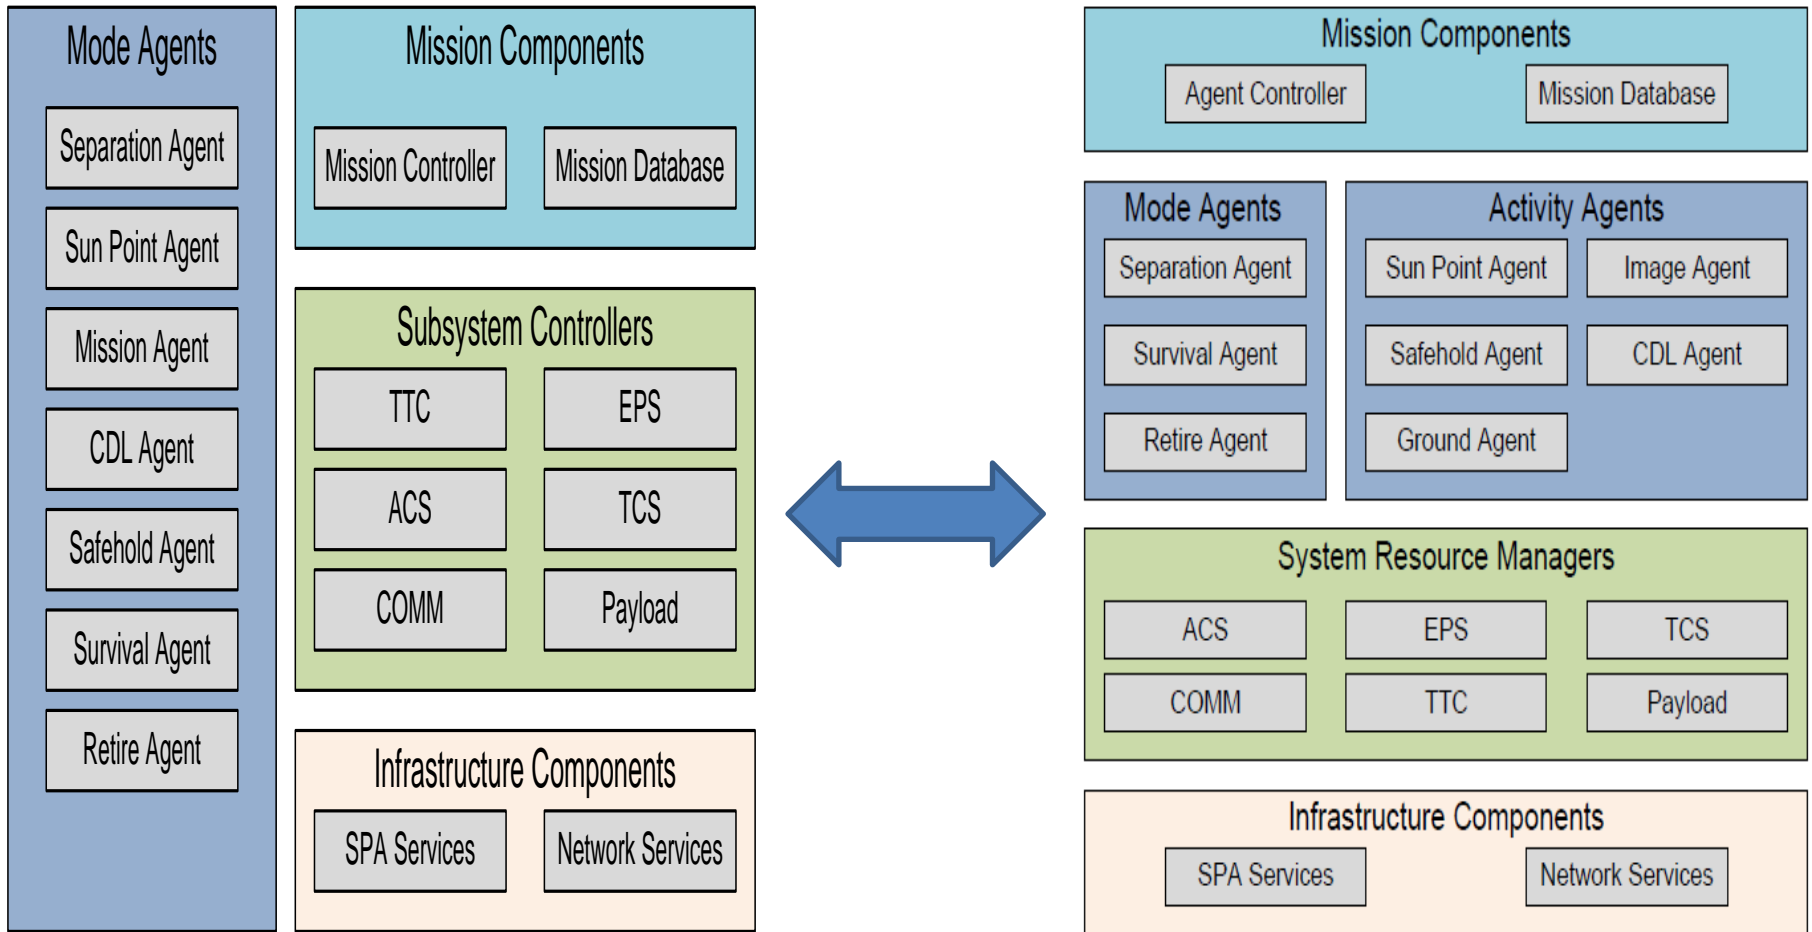 Mode Agents
Separation Agent
Sun Point Agent
Mission Agent
CDL Agent
Safehold Agent
Survival Agent
Retire Agent
Mission Components
Mission Controller
Mission Database
Subsystem Controllers
TTC
EPS
ACS
TCS
COMM
Payload
Infrastructure Components
SPA Services
Network Services
Mission Components
Agent Controller
Mission Database
Mode Agents
Separation Agent
Survival Agent
Retire Agent
Activity Agents
Sun Point Agent
Image Agent
Safehold Agent
CDL Agent
Ground Agent
System Resource Managers
ACS
EPS
TCS
COMM
TTC
Payload
Infrastructure Components
SPA Services
Network Services